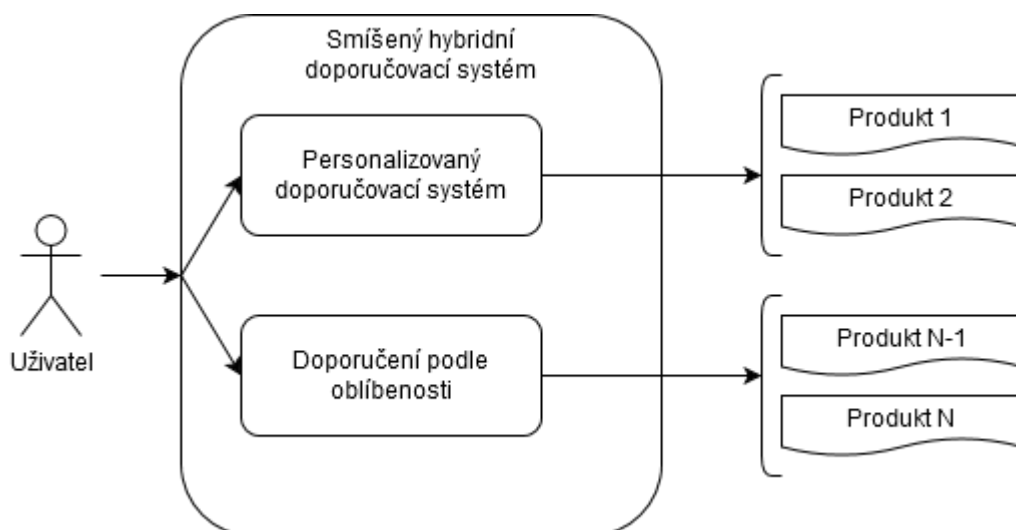 Smíšený hybridní
doporučovací systém
Personalizovaný
doporučovací systém
Produkt 1
Produkt 2
Uživatel
Doporučení podle
oblíbenosti
Produkt N-1
Produkt N